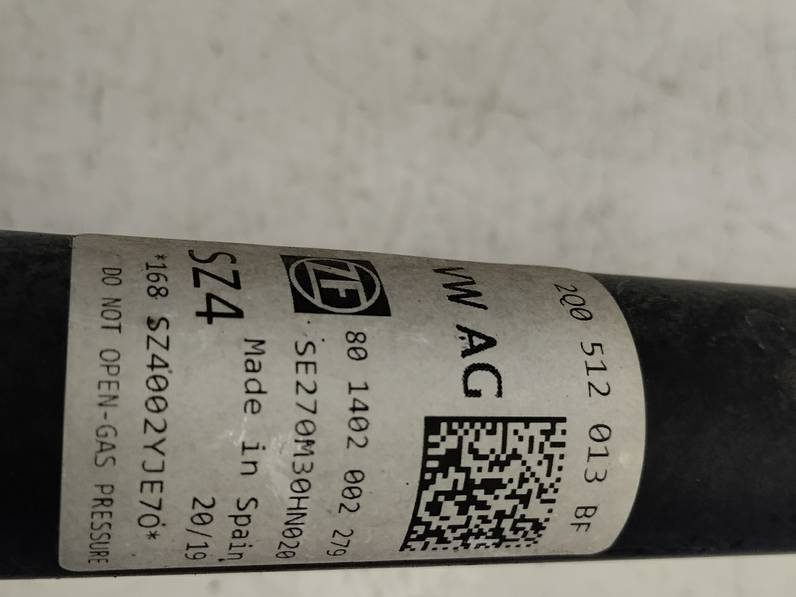 2Q0 512 013 BF
VW AG
80 1402 002 279
ZF
SE270M30HN020
Made in Spain
SZ4
20/19
*168 SZ4002YJE70*
DO NOT OPEN-GAS PRESSURE